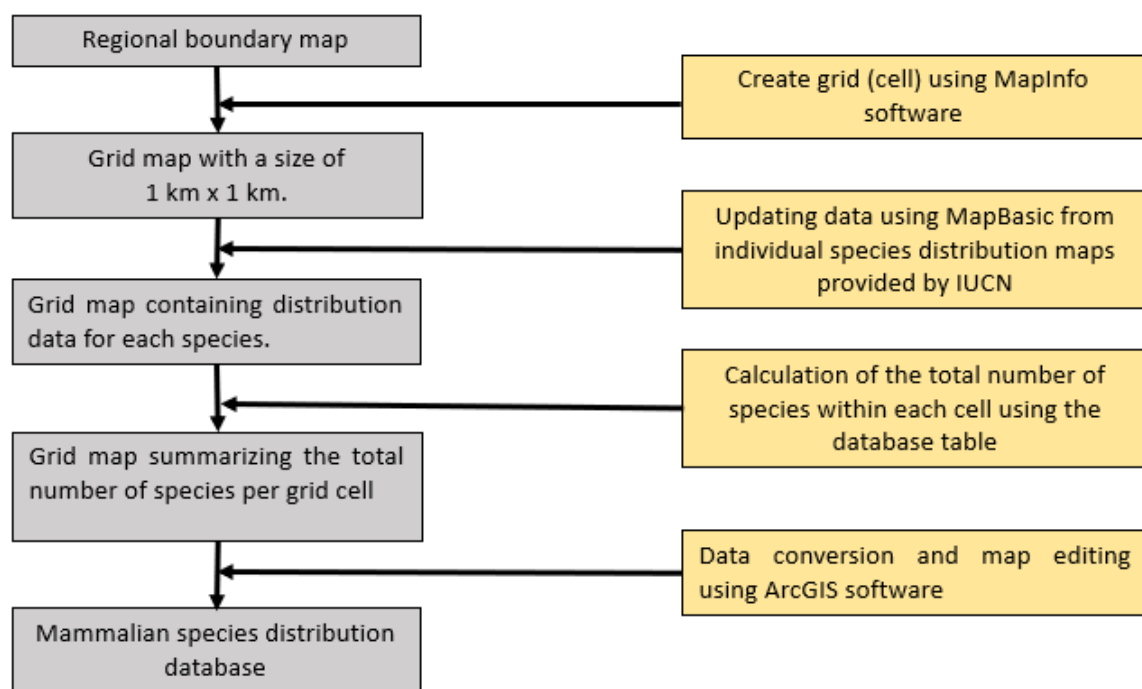 Regional boundary map
Create grid (cell) using MapInfo
software
Grid map with a size of
1 km x 1 km.
Updating data using MapBasic from
individual species distribution maps
provided by IUCN
Grid map containing distribution
data for each species.
Calculation of the total number of
species within each cell using the
database table
Grid map summarizing the total
number of species per grid cell
Data conversion and map editing
using ArcGIS software
Mammalian species distribution
database